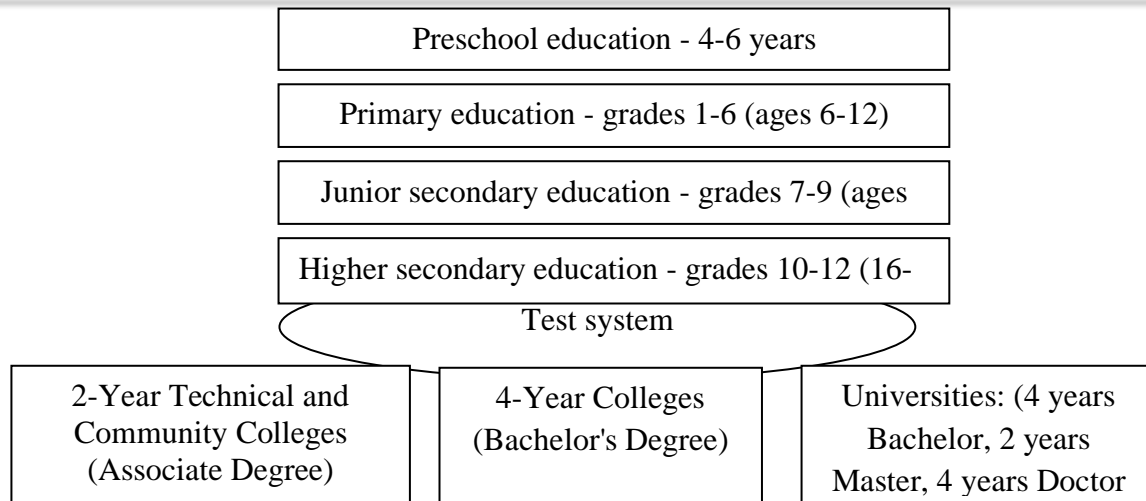 Preschool education - 4-6 years
Primary education - grades 1-6 (ages 6-12)
Junior secondary education - grades 7-9 (ages
Higher secondary education - grades 10-12 (16-
Test system
2-Year Technical and
Community Colleges
(Associate Degree)
4-Year Colleges
(Bachelor's Degree)
Universities: (4 years
Bachelor, 2 years
Master, 4 years Doctor